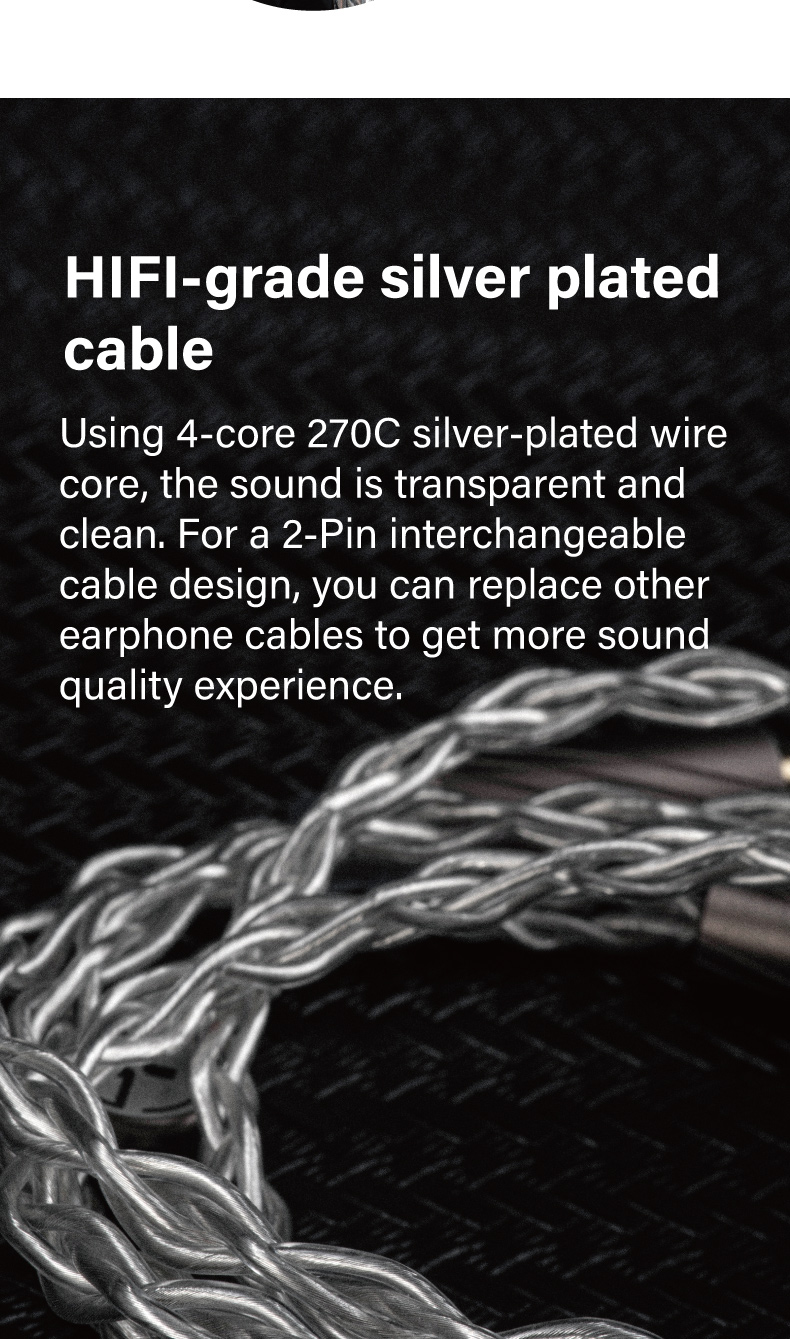 HIFI-grade silver plated
cable
Using 4-core 270C silver-plated wire
core, the sound is transparent and
clean. For a 2-Pin interchangeable
cable design, you can replace other
earphone cables to get more sound
quality experience.